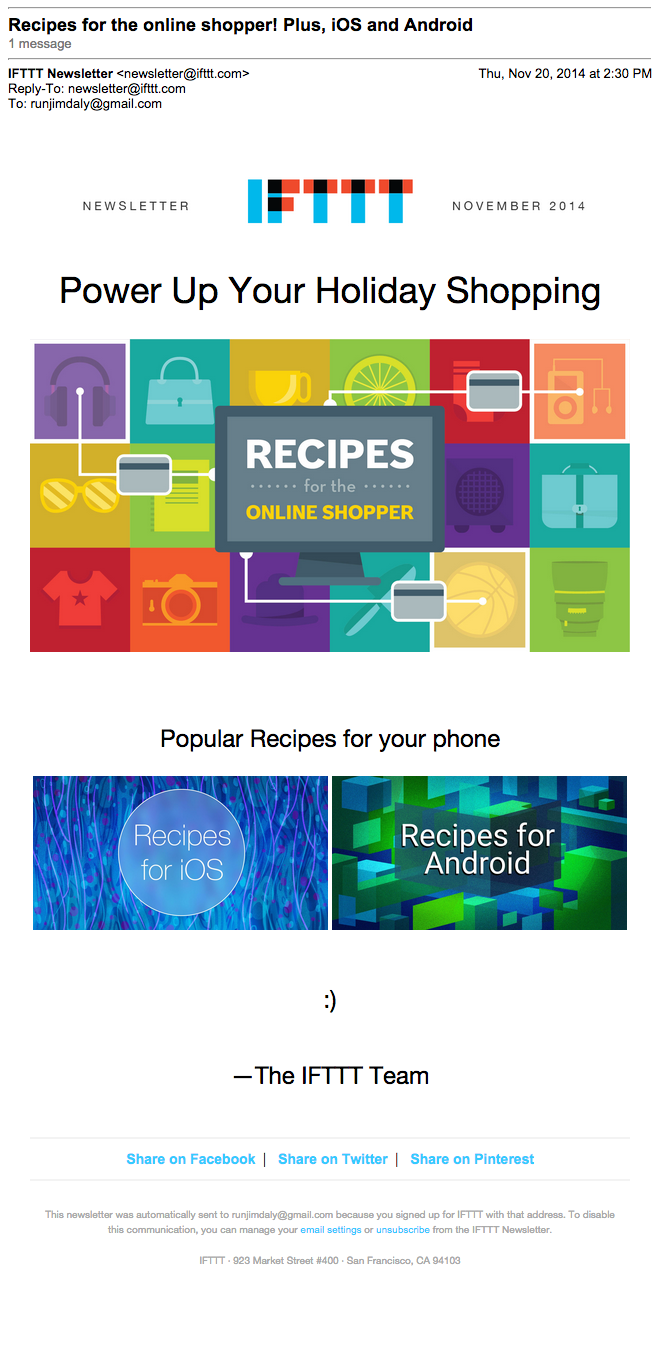 Recipes for the online shopper! Plus, iOS and Android
1 message
IFTTT Newsletter <newsletter@ifttt.com> Thu, Nov 20, 2014 at 2:30 PM
Reply-To: newsletter@ifttt.com
To: runjimdaly@gmail.com
NEWSLETTER IFTTT NOVEMBER 2014
Power Up Your Holiday Shopping
RECIPES
for the
ONLINE SHOPPER
Popular Recipes for your phone
Recipes
for iOS
Recipes for
Android
:)
—The IFTTT Team
Share on Facebook | Share on Twitter | Share on Pinterest
This newsletter was automatically sent to runjimdaly@gmail.com because you signed up for IFTTT with that address. To disable
this communication, you can manage your email settings or unsubscribe from the IFTTT Newsletter.
IFTTT · 923 Market Street #400 · San Francisco, CA 94103